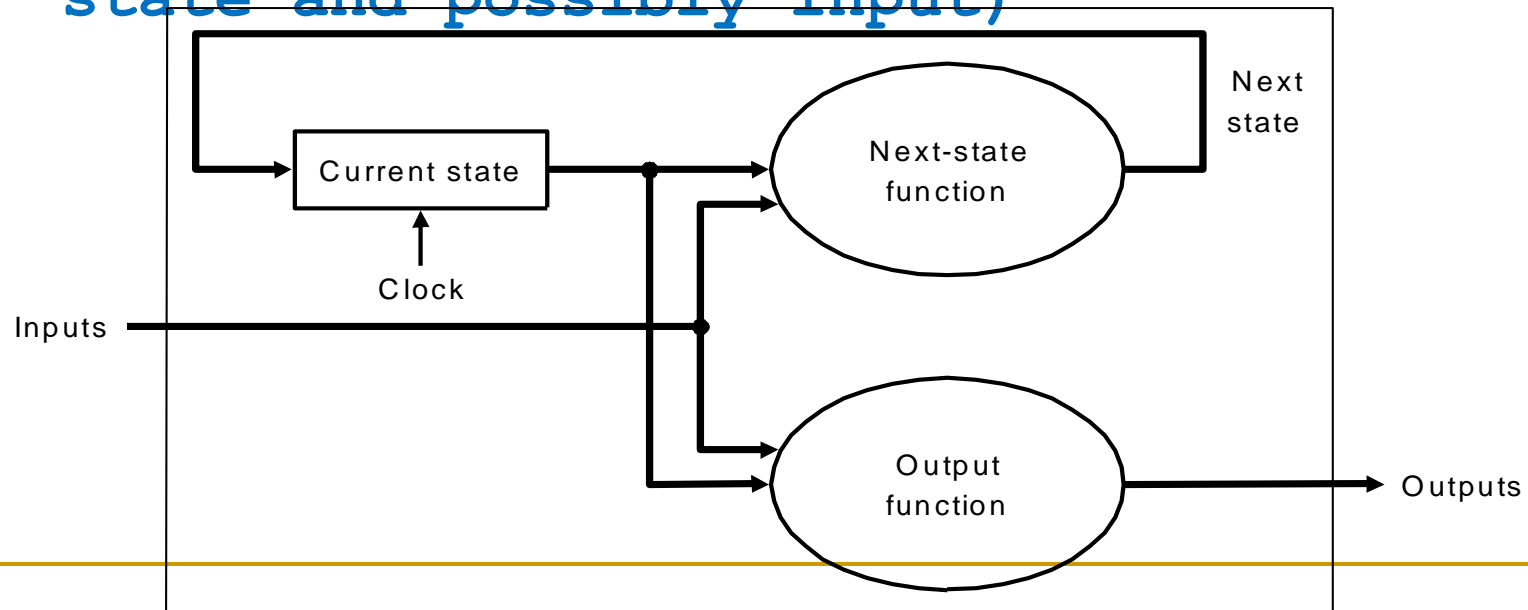 state and possibly input)
Next
state
Next-state
function
Current state
Clock
Inputs
Output
function
Outputs